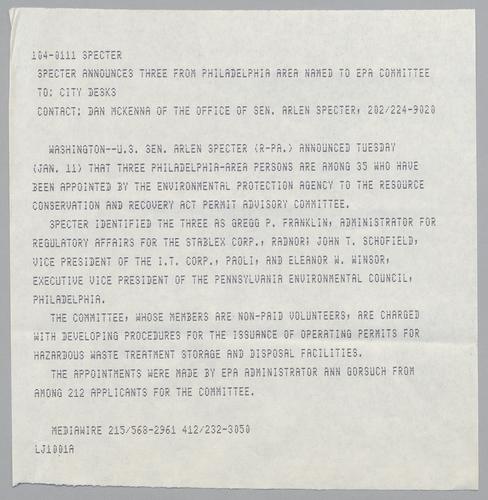 104-0111 SPECTER
SPECTER ANNOUNCES THREE FROM PHILADELPHIA AREA NAMED TO EPA COMMITTEE
TO: CITY DESKS
CONTACT: DAN MCKENNA OF THE OFFICE OF SEN. ARLEN SPECTER, 202/224-9020
WASHINGTON--U.S. SEN. ARLEN SPECTER (R-PA.) ANNOUNCED TUESDAY
(JAN. 11) THAT THREE PHILADELPHIA-AREA PERSONS ARE AMONG 35 WHO HAVE
BEEN APPOINTED BY THE ENVIRONMENTAL PROTECTION AGENCY TO THE RESOURCE
CONSERVATION AND RECOVERY ACT PERMIT ADVISORY COMMITTEE.
SPECTER IDENTIFIED THE THREE AS GREGG P. FRANKLIN, ADMINISTRATOR FOR
REGULATORY AFFAIRS FOR THE STABLEX CORP., RADNOR; JOHN T. SCHOFIELD,
VICE PRESIDENT OF THE I.T. CORP., PAOLI, AND ELEANOR W. WINSOR,
EXECUTIVE VICE PRESIDENT OF THE PENNSYLVANIA ENVIRONMENTAL COUNCIL,
PHILADELPHIA.
THE COMMITTEE, WHOSE MEMBERS ARE NON-PAID VOLUNTEERS, ARE CHARGED
WITH DEVELOPING PROCEDURES FOR THE ISSUANCE OF OPERATING PERMITS FOR
HAZARDOUS WASTE TREATMENT STORAGE AND DISPOSAL FACILITIES.
THE APPOINTMENTS WERE MADE BY EPA ADMINISTRATOR ANN GORSUCH FROM
AMONG 212 APPLICANTS FOR THE COMMITTEE.
MEDIAWIRE 215/568-2961 412/232-3050
LJ1001A